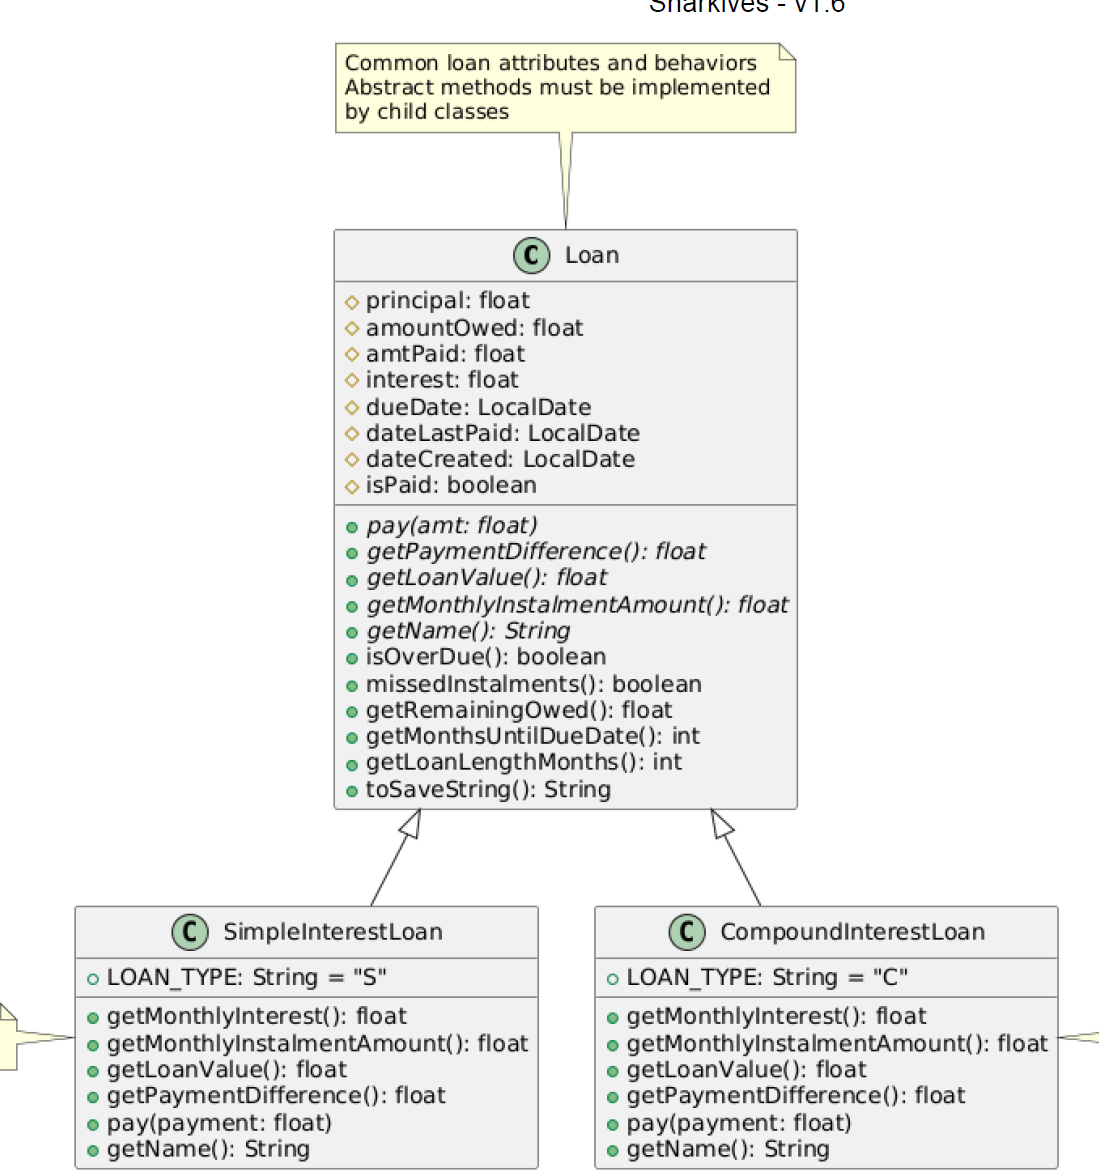 Sharkives - v1.6
Common loan attributes and behaviors
Abstract methods must be implemented
by child classes
C Loan
principal: float
amountOwed: float
amtPaid: float
interest: float
dueDate: LocalDate
dateLastPaid: LocalDate
dateCreated: LocalDate
isPaid: boolean
pay(amt: float)
getPaymentDifference(): float
getLoanValue(): float
getMonthlyInstalmentAmount(): float
getName(): String
isOverDue(): boolean
missedInstalments(): boolean
getRemainingOwed(): float
getMonthsUntilDueDate(): int
getLoanLengthMonths(): int
toSaveString(): String
C SimpleInterestLoan
LOAN_TYPE: String = "S"
getMonthlyInterest(): float
getMonthlyInstalmentAmount(): float
getLoanValue(): float
getPaymentDifference(): float
pay(payment: float)
getName(): String
C CompoundInterestLoan
LOAN_TYPE: String = "C"
getMonthlyInterest(): float
getMonthlyInstalmentAmount(): float
getLoanValue(): float
getPaymentDifference(): float
pay(payment: float)
getName(): String